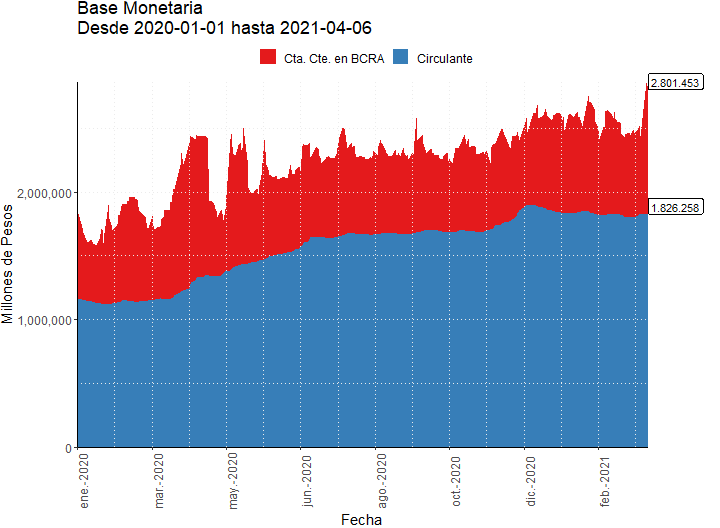 Base Monetaria
Desde 2020-01-01 hasta 2021-04-06
Cta. Cte. en BCRA Circulante
2.801.453
1.826.258
2,000,000
1,000,000
0
Millones de Pesos
ene.-2020 mar.-2020 may.-2020 jun.-2020 ago.-2020 oct.-2020 dic.-2020 feb.-2021
Fecha